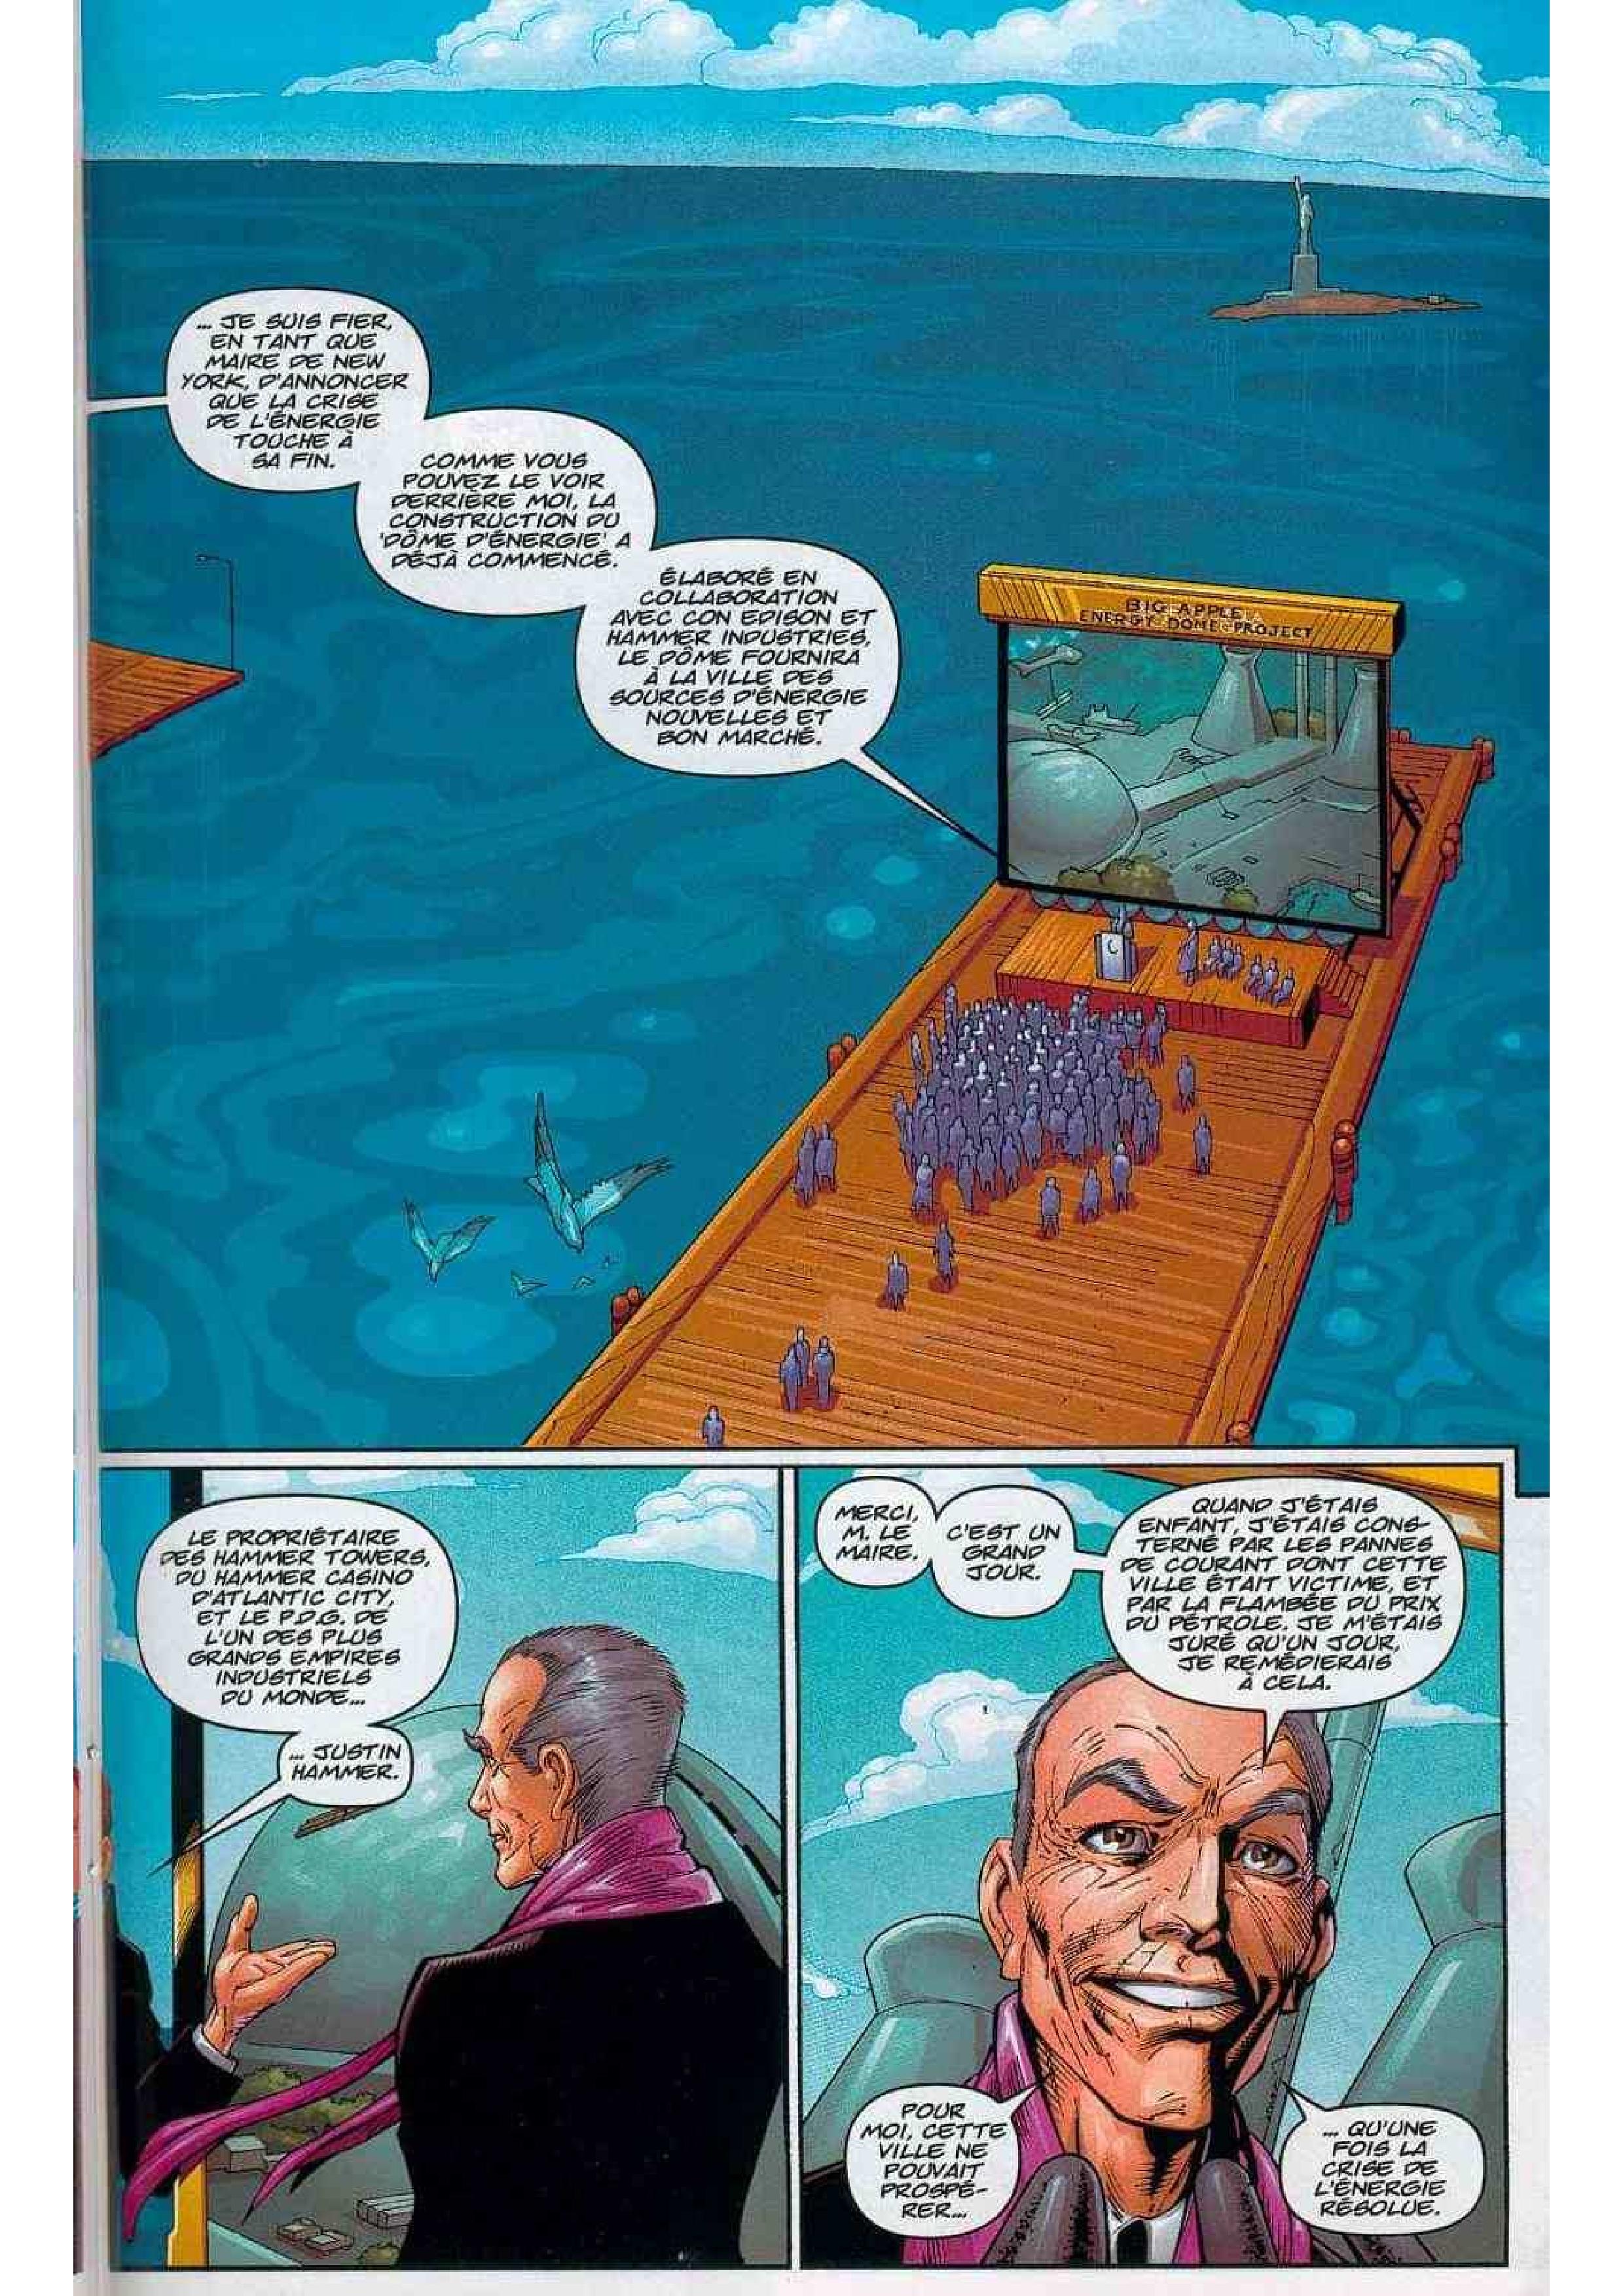 ... JE SUIS FIER,
EN TANT QUE
MAIRE DE NEW
YORK, D'ANNONCER
QUE LA CRISE
DE L'ÉNERGIE
TOUCHE À
SA FIN.
COMME VOUS
POUVEZ LE VOIR
DERRIÈRE MOI, LA
CONSTRUCTION DU
'DÔME D'ÉNERGIE' A
DÉJÀ COMMENCÉ.
ÉLABORÉ EN
COLLABORATION
AVEC CON EDISON ET
HAMMER INDUSTRIES,
LE DÔME FOURNIRA
À LA VILLE DES
SOURCES D'ÉNERGIE
NOUVELLES ET
BON MARCHÉ.
BIG APPLE
ENERGY DOME PROJECT
LE PROPRIÉTAIRE
DES HAMMER TOWERS,
DU HAMMER CASINO
D'ATLANTIC CITY,
ET LE P.D.G. DE
L'UN DES PLUS
GRANDS EMPIRES
INDUSTRIELS
DU MONDE...
... JUSTIN
HAMMER.
MERCI,
M. LE
MAIRE.
C'EST UN
GRAND
JOUR.
QUAND J'ÉTAIS
ENFANT, J'ÉTAIS CONS-
TERNÉ PAR LES PANNES
DE COURANT DONT CETTE
VILLE ÉTAIT VICTIME, ET
PAR LA FLAMBÉE DU PRIX
DU PÉTROLE. JE M'ÉTAIS
JURÉ QU'UN JOUR,
JE REMÉDIERAIS
À CELA.
POUR
MOI, CETTE
VILLE NE
POUVAIT
PROSPÉ-
RER...
... QU'UNE
FOIS LA
CRISE DE
L'ÉNERGIE
RÉSOLUE.